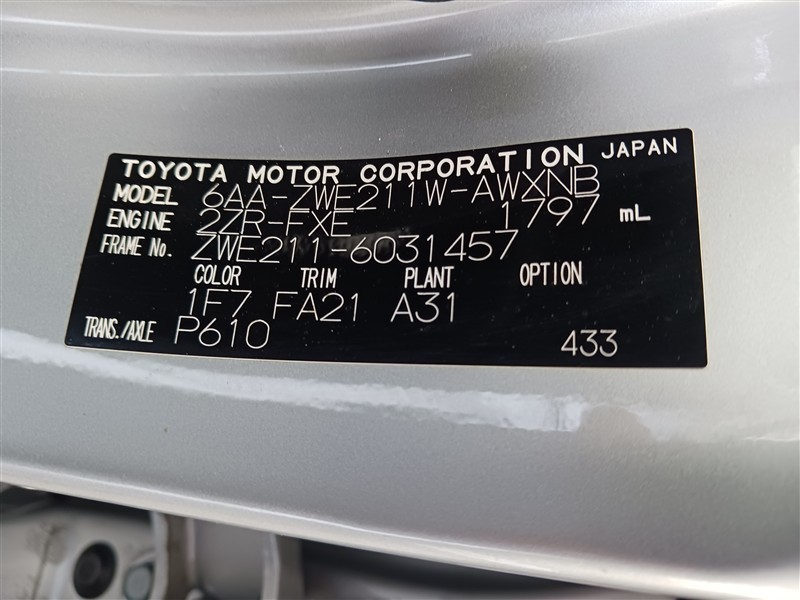 TOYOTA MOTOR CORPORATION JAPAN
MODEL 6AA-ZWE211W-AWXNB
ENGINE 2ZR-FXE 1797 mL
FRAME No. ZWE211-6031457
COLOR TRIM PLANT OPTION
1F7 FA21 A31
TRANS./AXLE P610 433